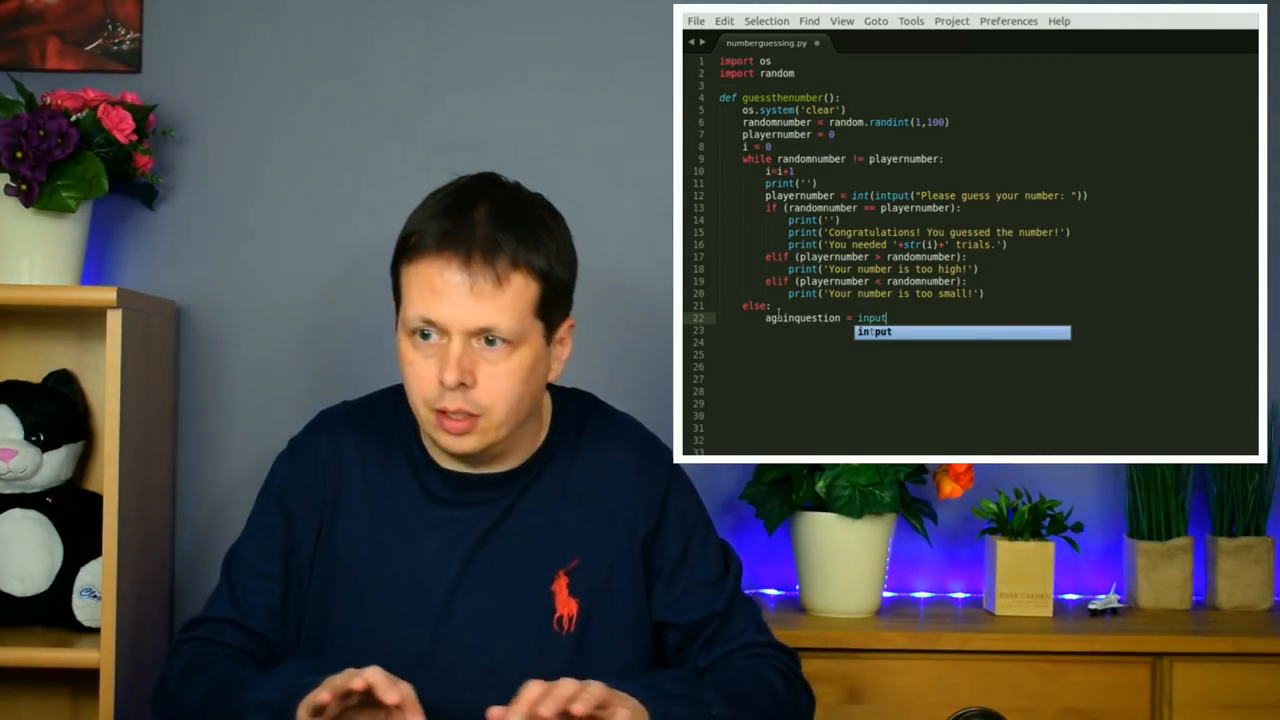 File Edit Selection Find View Goto Tools Project Preferences Help
numberguessing.py
1 import os
2 import random
3
4 def guessthenumber():
5 os.system('clear')
6 randomnumber = random.randint(1,100)
7 playernumber = 0
8 i = 0
9 while randomnumber != playernumber:
10 i=i+1
11 print('')
12 playernumber = int(intput("Please guess your number: "))
13 if (randomnumber == playernumber):
14 print('')
15 print('Congratulations! You guessed the number!')
16 print('You needed '+str(i)+' trials.')
17 elif (playernumber > randomnumber):
18 print('Your number is too high!')
19 elif (playernumber < randomnumber):
20 print('Your number is too small!')
21 else:
22 againquestion = input
intput
23
24
25
26
27
28
29
30
31
32
33